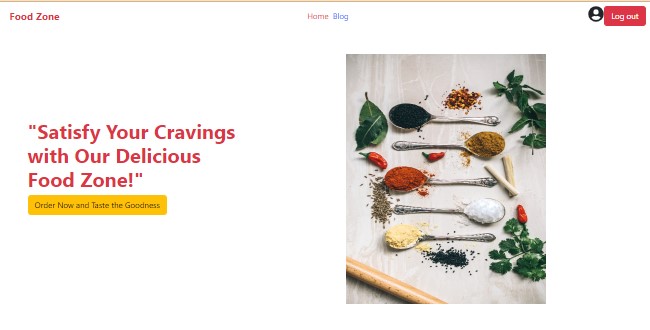 Food Zone
Home Blog
Log out
"Satisfy Your Cravings
with Our Delicious
Food Zone!"
Order Now and Taste the Goodness